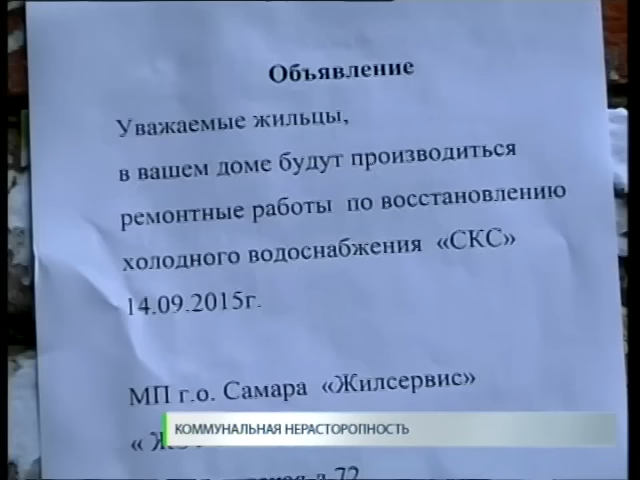 Объявление
Уважаемые жильцы,
в вашем доме будут производиться
ремонтные работы по восстановлению
холодного водоснабжения «СКС»
14.09.2015г.
МП г.о. Самара «Жилсервис»
КОММУНАЛЬНАЯ НЕРАСТОРОПНОСТЬ
72